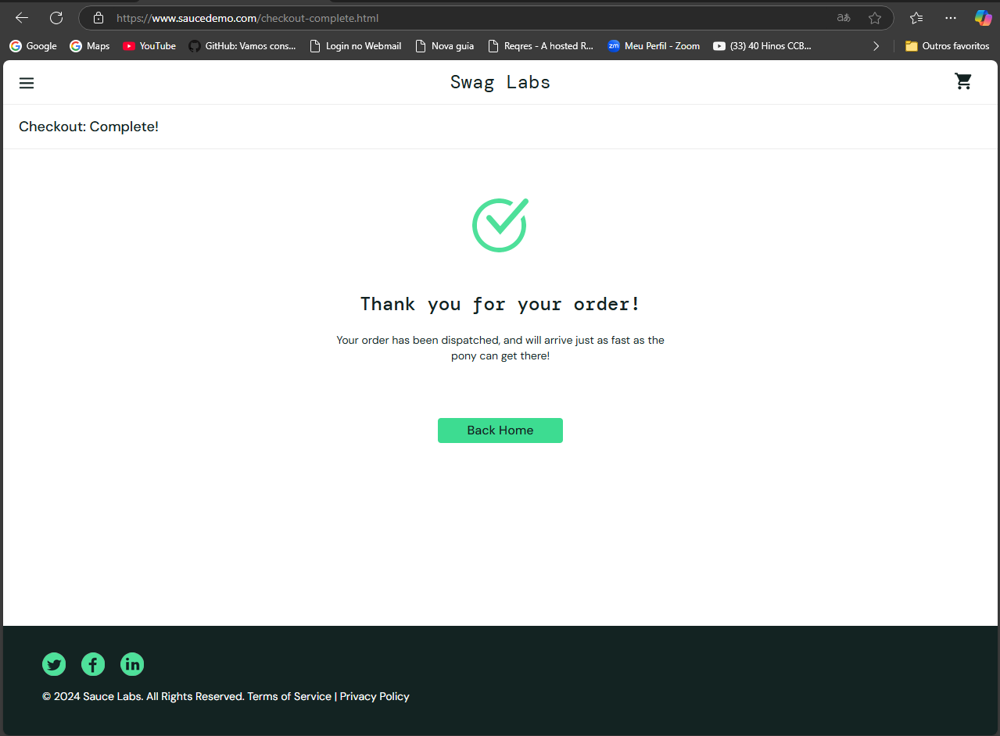 https://www.saucedemo.com/checkout-complete.html
Google Maps YouTube GitHub: Vamos cons... Login no Webmail Nova guia Reqres - A hosted R... zm Meu Perfil - Zoom (33) 40 Hinos CCB... Outros favoritos
Swag Labs
Checkout: Complete!
Thank you for your order!
Your order has been dispatched, and will arrive just as fast as the
pony can get there!
Back Home
© 2024 Sauce Labs. All Rights Reserved. Terms of Service | Privacy Policy